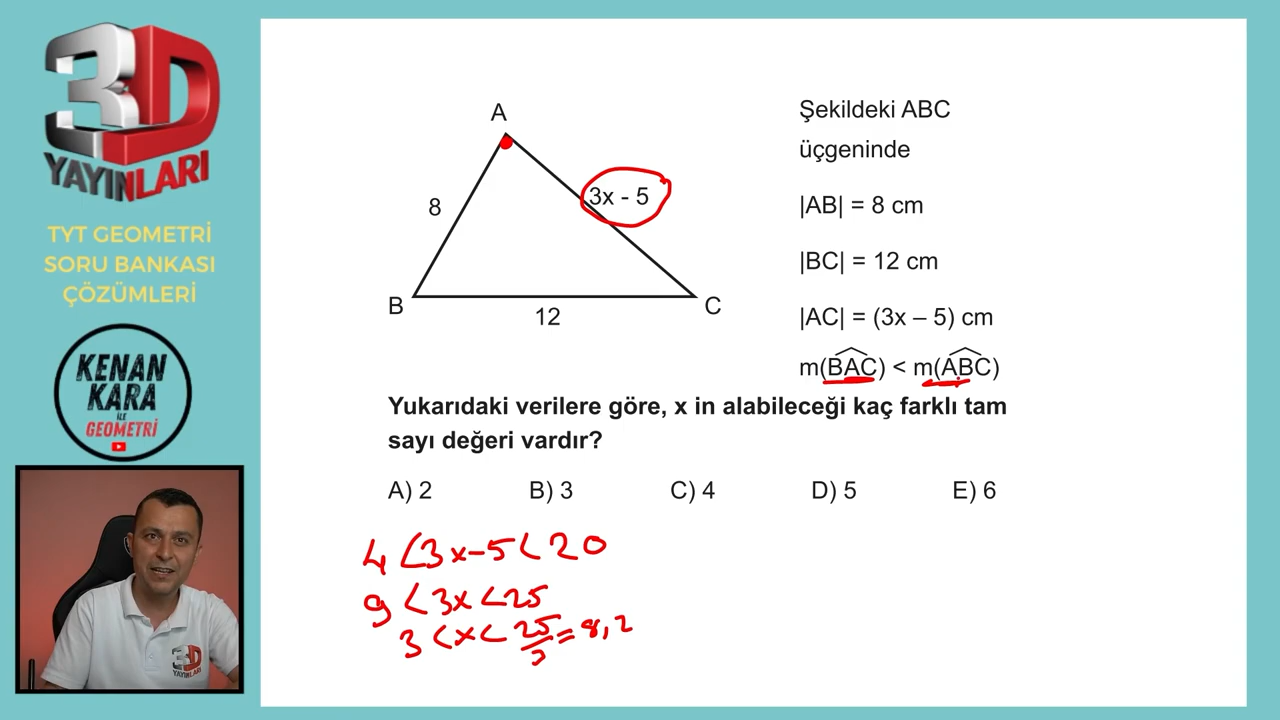 3D
YAYINLARI
TYT GEOMETRİ
SORU BANKASI
ÇÖZÜMLERİ
KENAN
KARA
İLE
GEOMETRİ
A
8
3x - 5
B
12
C
Şekildeki ABC
üçgeninde
|AB| = 8 cm
|BC| = 12 cm
|AC| = (3x – 5) cm
m(BAC) < m(ABC)
Yukarıdaki verilere göre, x in alabileceği kaç farklı tam
sayı değeri vardır?
A) 2 B) 3 C) 4 D) 5 E) 6
4 < 3x - 5 < 20
9 < 3x < 25
3 < x < 25/3 = 8,2
3D
YAYINLARI